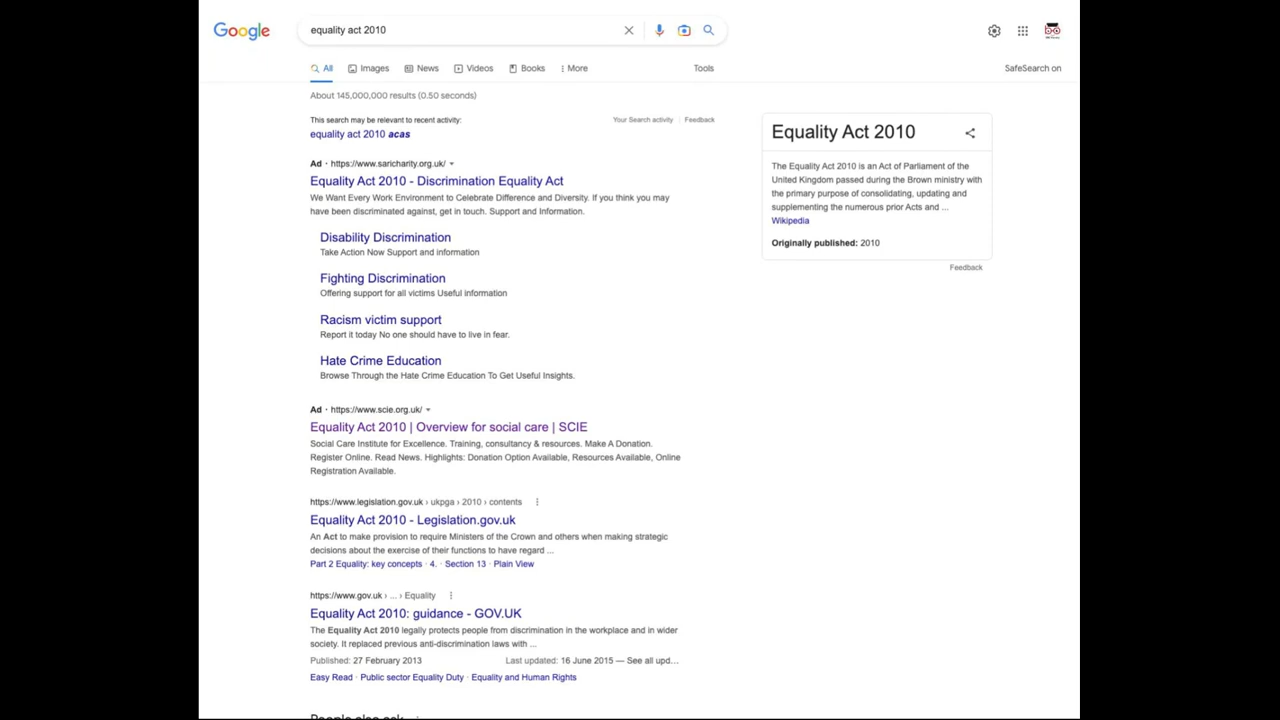 Google
equality act 2010
All Images News Videos Books More Tools SafeSearch on
About 145,000,000 results (0.50 seconds)
This search may be relevant to recent activity: Your Search activity Feedback
equality act 2010 acas
Ad · https://www.saricharity.org.uk/
Equality Act 2010 - Discrimination Equality Act
We Want Every Work Environment to Celebrate Difference and Diversity. If you think you may
have been discriminated against, get in touch. Support and Information.
Disability Discrimination
Take Action Now Support and information
Fighting Discrimination
Offering support for all victims Useful information
Racism victim support
Report it today No one should have to live in fear.
Hate Crime Education
Browse Through the Hate Crime Education To Get Useful Insights.
Ad · https://www.scie.org.uk/
Equality Act 2010 | Overview for social care | SCIE
Social Care Institute for Excellence. Training, consultancy & resources. Make A Donation.
Register Online. Read News. Highlights: Donation Option Available, Resources Available, Online
Registration Available.
https://www.legislation.gov.uk › ukpga › 2010 › contents
Equality Act 2010 - Legislation.gov.uk
An Act to make provision to require Ministers of the Crown and others when making strategic
decisions about the exercise of their functions to have regard ...
Part 2 Equality: key concepts · 4. · Section 13 · Plain View
https://www.gov.uk › ... › Equality
Equality Act 2010: guidance - GOV.UK
The Equality Act 2010 legally protects people from discrimination in the workplace and in wider
society. It replaced previous anti-discrimination laws with ...
Published: 27 February 2013 Last updated: 16 June 2015 — See all upd...
Easy Read · Public sector Equality Duty · Equality and Human Rights
People also ask
Equality Act 2010
The Equality Act 2010 is an Act of Parliament of the
United Kingdom passed during the Brown ministry with
the primary purpose of consolidating, updating and
supplementing the numerous prior Acts and ...
Wikipedia
Originally published: 2010
Feedback